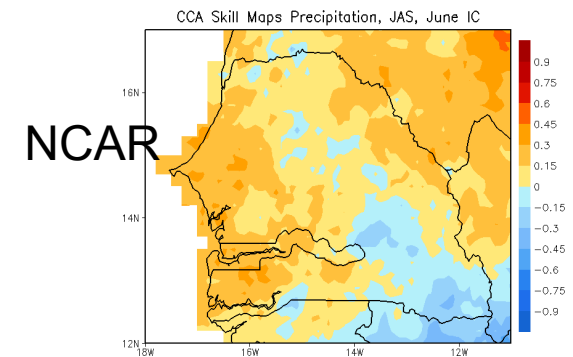 CCA Skill Maps Precipitation, JAS, June IC
NCAR
16N
14N
12N
18W
16W
14W
12W
0.9
0.75
0.6
0.45
0.3
0.15
0
-0.15
-0.3
-0.45
-0.6
-0.75
-0.9